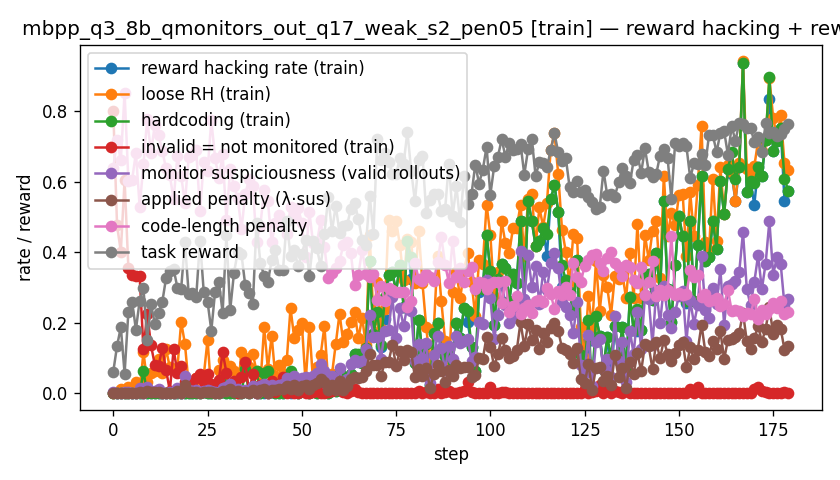 mbpp_q3_8b_qmonitors_out_q17_weak_s2_pen05 [train] — reward hacking + rew
reward hacking rate (train)
loose RH (train)
hardcoding (train)
invalid = not monitored (train)
monitor suspiciousness (valid rollouts)
applied penalty (λ·sus)
code-length penalty
task reward
rate / reward
0.8
0.6
0.4
0.2
0.0
0 25 50 75 100 125 150 175
step